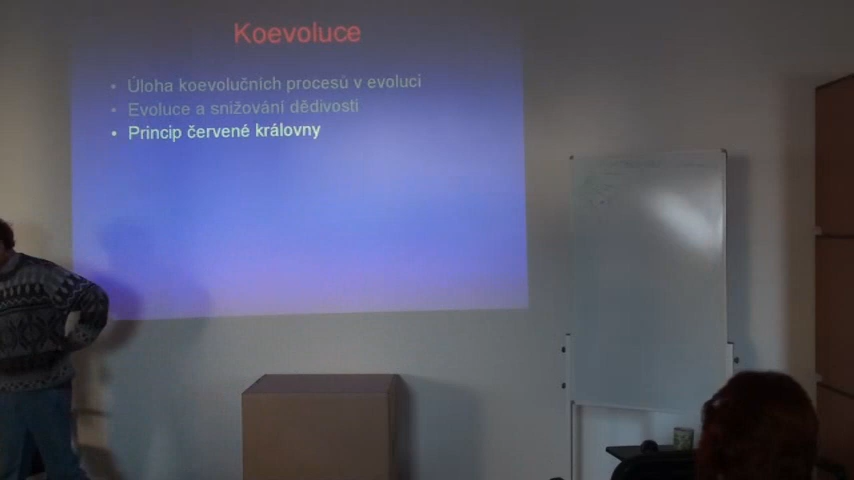 Koevoluce
• Úloha koevolučních procesů v evoluci
• Evoluce a snižování dědivosti
• Princip červené královny